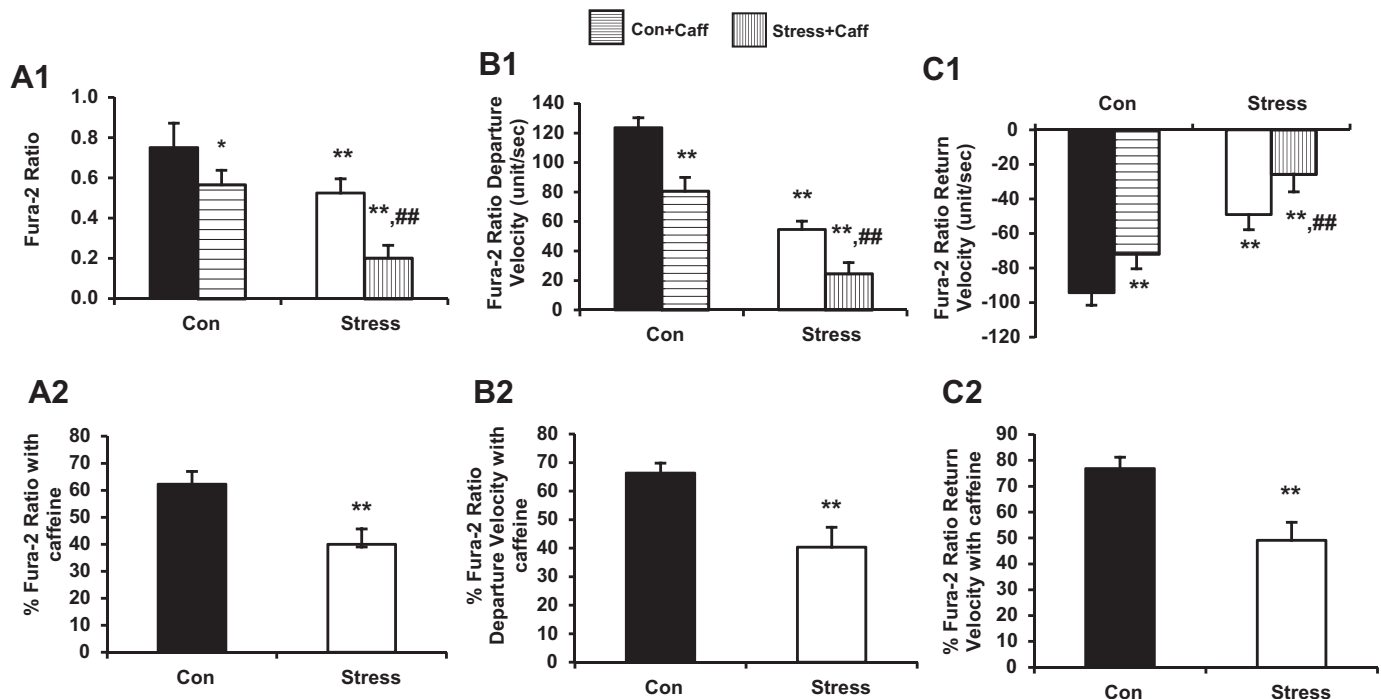 Con+Caff
Stress+Caff
A1
Fura-2 Ratio
1.0
0.8
0.6
0.4
0.2
0.0
*
**
**,##
Con
Stress
B1
Fura-2 Ratio Departure
Velocity (unit/sec)
140
120
100
80
60
40
20
0
**
**
**,##
Con
Stress
C1
Fura-2 Ratio Return
Velocity (unit/sec)
Con
Stress
-0
-20
-40
-60
-80
-100
-120
**
**
**,##
A2
% Fura-2 Ratio with
caffeine
80
70
60
50
40
30
20
10
0
**
Con
Stress
B2
% Fura-2 Ratio
Departure Velocity with
caffeine
80
70
60
50
40
30
20
10
0
**
Con
Stress
C2
% Fura-2 Ratio Return
Velocity with caffeine
90
80
70
60
50
40
30
20
10
0
**
Con
Stress